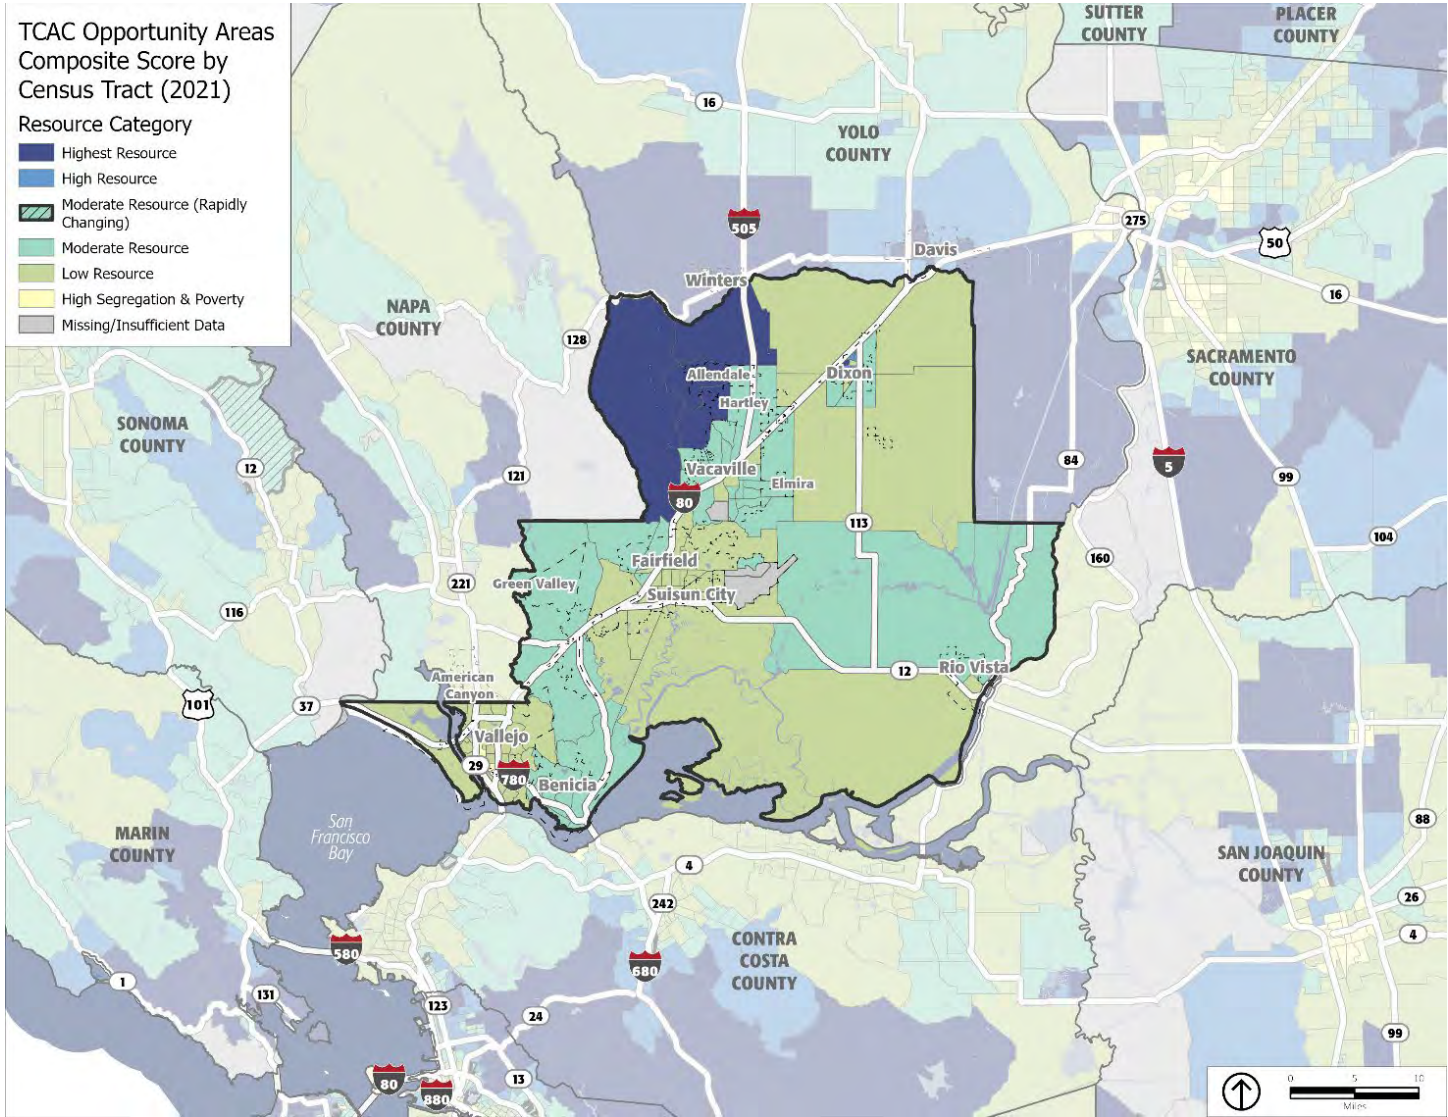 TCAC Opportunity Areas
Composite Score by
Census Tract (2021)
Resource Category
Highest Resource
High Resource
Moderate Resource (Rapidly
Changing)
Moderate Resource
Low Resource
High Segregation & Poverty
Missing/Insufficient Data
SUTTER
COUNTY
PLACER
COUNTY
16
YOLO
COUNTY
505
275
50
Davis
Winters
16
NAPA
COUNTY
128
SACRAMENTO
COUNTY
Allendale
Dixon
Hartley
SONOMA
COUNTY
12
121
Vacaville
Elmira
80
84
5
99
113
104
160
Fairfield
Green Valley
221
Suisun City
116
12
Rio Vista
American
Canyon
101
37
Vallejo
29
780
Benicia
San
Francisco
Bay
MARIN
COUNTY
88
SAN JOAQUIN
COUNTY
4
242
26
4
CONTRA
COSTA
COUNTY
580
680
1
131
123
24
99
13
80
880
0
5
10
Miles